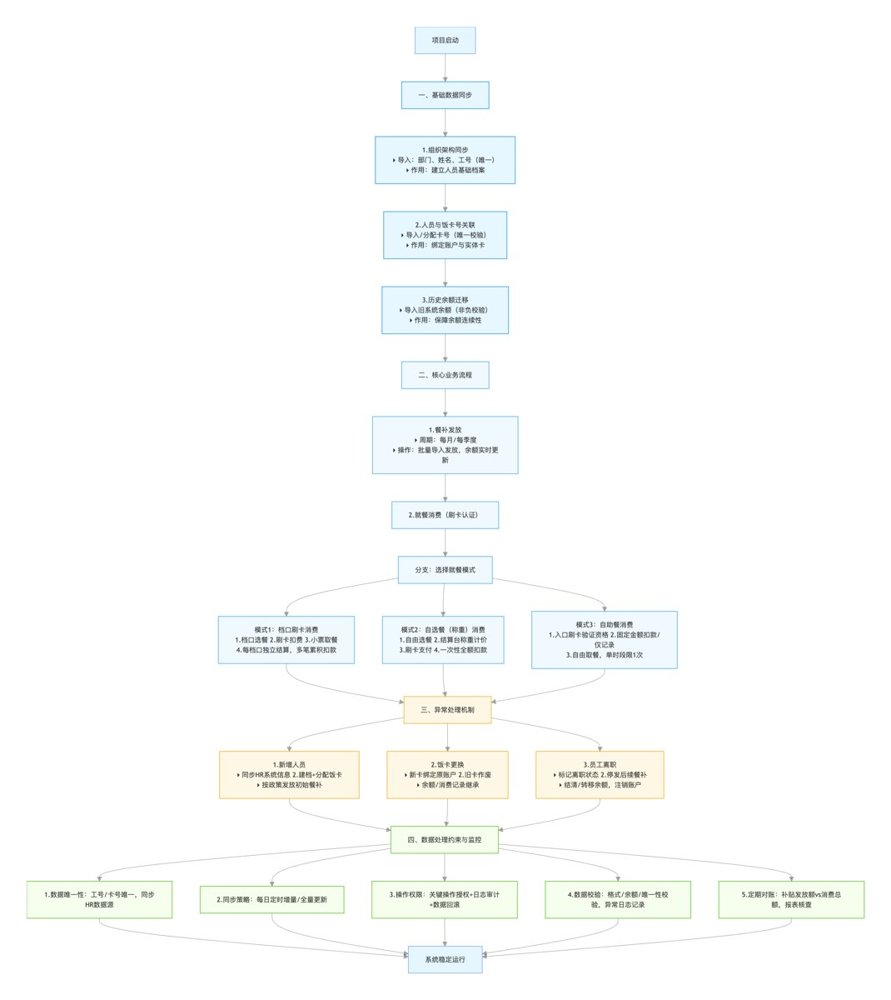 项目启动
一、基础数据同步
1.组织架构同步
▸ 导入：部门、姓名、工号（唯一）
▸ 作用：建立人员基础档案
2.人员与饭卡号关联
▸ 导入/分配卡号（唯一校验）
▸ 作用：绑定账户与实体卡
3.历史余额迁移
▸ 导入旧系统余额（非负校验）
▸ 作用：保障余额连续性
二、核心业务流程
1.餐补发放
▸ 周期：每月/每季度
▸ 操作：批量导入发放，余额实时更
新
2.就餐消费（刷卡认证）
分支：选择就餐模式
模式1：档口刷卡消费
1.档口选餐 2.刷卡扣费 3.小票取餐
4.每档口独立结算，多笔累积扣款
模式2：自选餐（称重）消费
1.自由选餐 2.结算台称重计价
3.刷卡支付 4.一次性全额扣款
模式3：自助餐消费
1.入口刷卡验证资格 2.固定金额扣款/
仅记录
3.自由取餐，单时段限1次
三、异常处理机制
1.新增人员
▸ 同步HR系统信息 2.建档+分配饭卡
▸ 按政策发放初始餐补
2.饭卡更换
▸ 新卡绑定原账户 2.旧卡作废
▸ 余额/消费记录继承
3.员工离职
▸ 标记离职状态 2.停发后续餐补
▸ 结清/转移余额，注销账户
四、数据处理约束与监控
1.数据唯一性：工号/卡号唯一，同步
HR数据源
2.同步策略：每日定时增量/全量更新
3.操作权限：关键操作授权+日志审计
+数据回滚
4.数据校验：格式/余额/唯一性校
验，异常日志记录
5.定期对账：补贴发放额vs消费总
额，报表核查
系统稳定运行